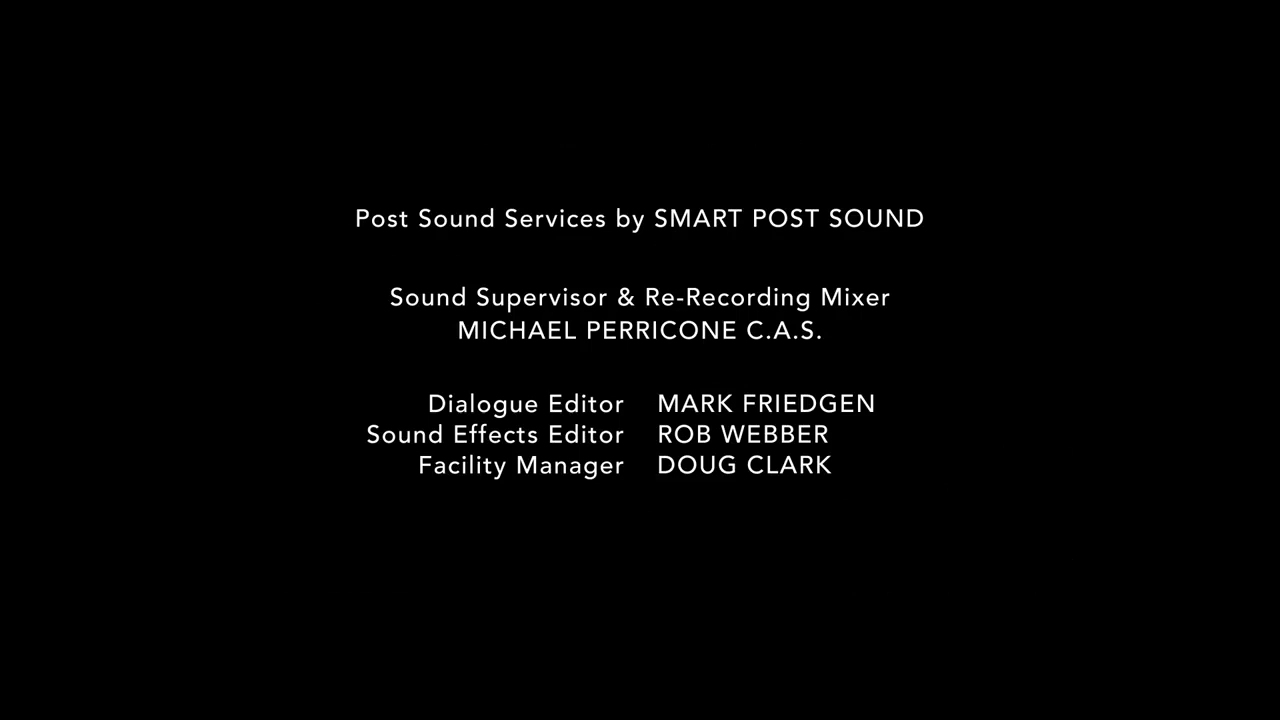 Post Sound Services by SMART POST SOUND
Sound Supervisor & Re-Recording Mixer
MICHAEL PERRICONE C.A.S.
Dialogue Editor MARK FRIEDGEN
Sound Effects Editor ROB WEBBER
Facility Manager DOUG CLARK